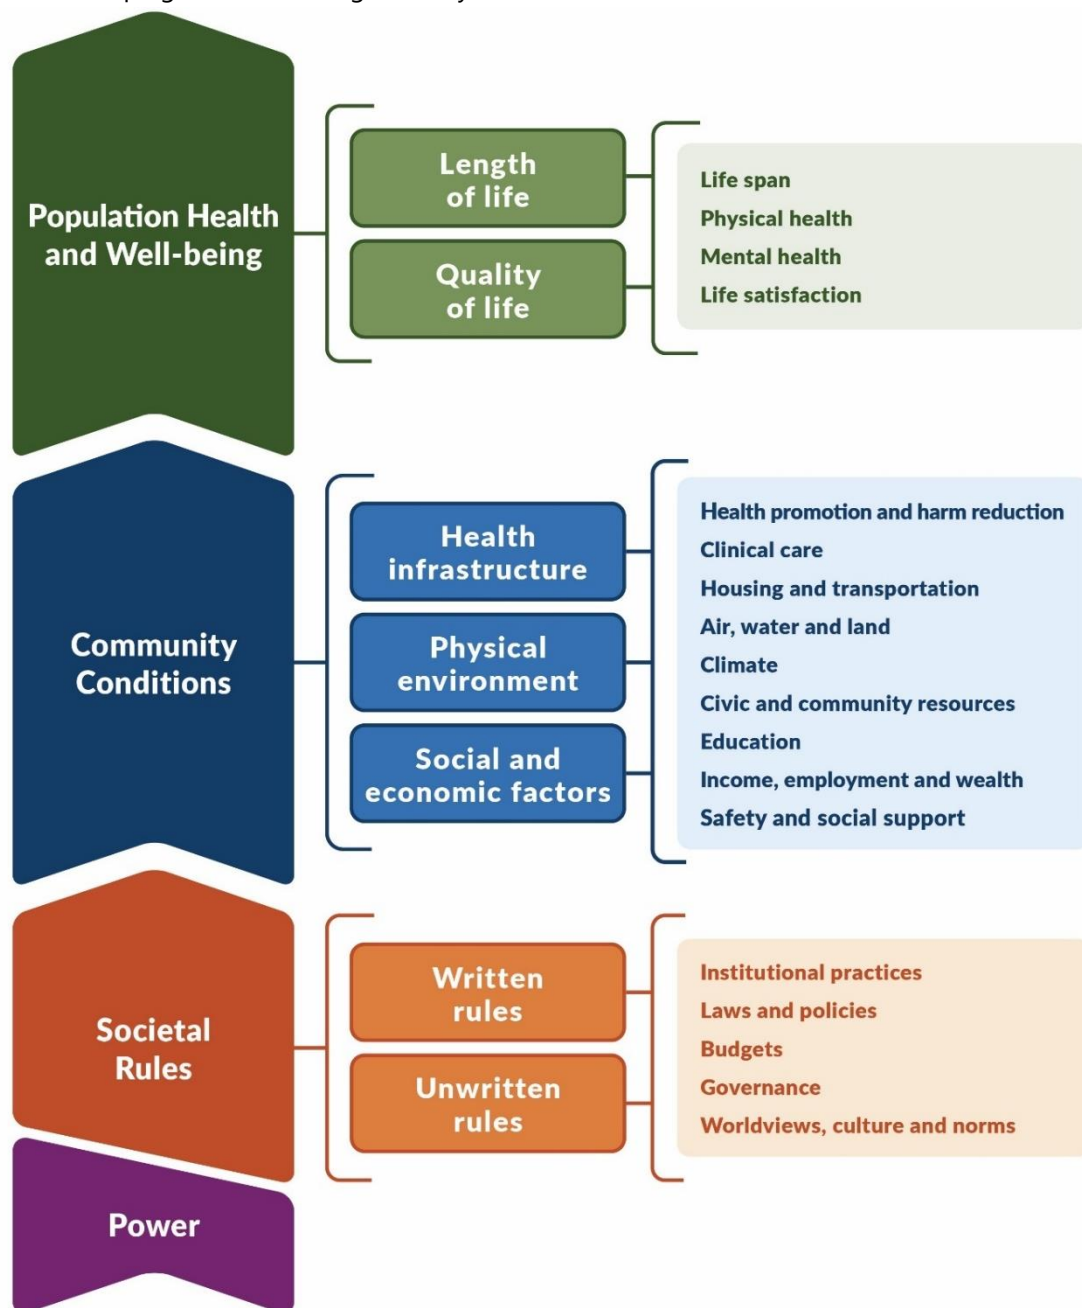 Population Health
and Well-being
Length
of life
Quality
of life
Life span
Physical health
Mental health
Life satisfaction
Community
Conditions
Health
infrastructure
Physical
environment
Social and
economic factors
Health promotion and harm reduction
Clinical care
Housing and transportation
Air, water and land
Climate
Civic and community resources
Education
Income, employment and wealth
Safety and social support
Societal
Rules
Written
rules
Unwritten
rules
Institutional practices
Laws and policies
Budgets
Governance
Worldviews, culture and norms
Power